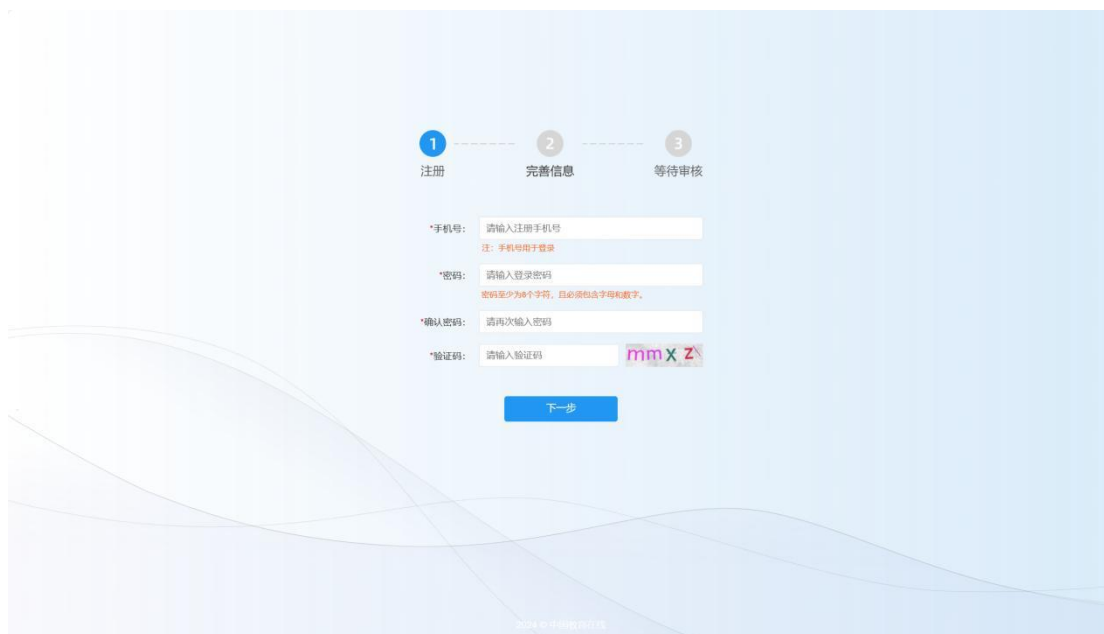 1 2 3
注册 完善信息 等待审核
*手机号： 请输入注册手机号
注：手机号用于登录
*密码： 请输入登录密码
密码至少为8个字符，且必须包含字母和数字。
*确认密码： 请再次输入密码
*验证码： 请输入验证码 mmxz
下一步
2024 ©